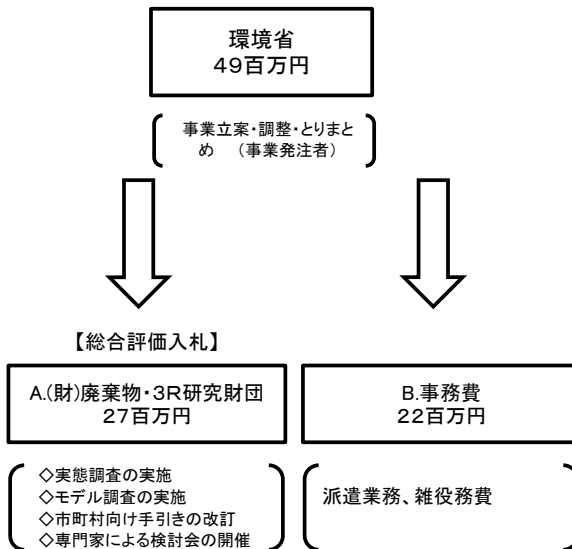 環境省
49百万円
事業立案・調整・とりまと
め　（事業発注者）
【総合評価入札】
A.(財)廃棄物・3R研究財団
27百万円
B.事務費
22百万円
◇実態調査の実施
◇モデル調査の実施
◇市町村向け手引きの改訂
◇専門家による検討会の開催
派遣業務、雑役務費